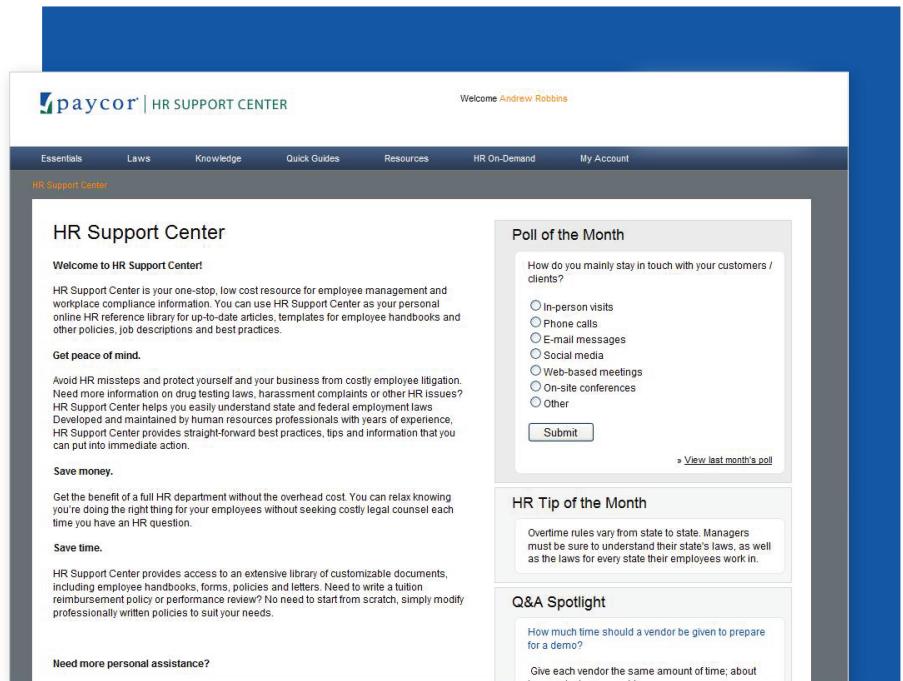 paycor | HR SUPPORT CENTER
Welcome Andrew Robbins
Essentials Laws Knowledge Quick Guides Resources HR On-Demand My Account
HR Support Center
HR Support Center
Welcome to HR Support Center!
HR Support Center is your one-stop, low cost resource for employee management and
workplace compliance information. You can use HR Support Center as your personal
online HR reference library for up-to-date articles, templates for employee handbooks and
other policies, job descriptions and best practices.
Get peace of mind.
Avoid HR missteps and protect yourself and your business from costly employee litigation.
Need more information on drug testing laws, harassment complaints or other HR issues?
HR Support Center helps you easily understand state and federal employment laws
Developed and maintained by human resources professionals with years of experience,
HR Support Center provides straight-forward best practices, tips and information that you
can put into immediate action.
Save money.
Get the benefit of a full HR department without the overhead cost. You can relax knowing
you're doing the right thing for your employees without seeking costly legal counsel each
time you have an HR question.
Save time.
HR Support Center provides access to an extensive library of customizable documents,
including employee handbooks, forms, policies and letters. Need to write a tuition
reimbursement policy or performance review? No need to start from scratch, simply modify
professionally written policies to suit your needs.
Need more personal assistance?
Poll of the Month
How do you mainly stay in touch with your customers /
clients?
In-person visits
Phone calls
E-mail messages
Social media
Web-based meetings
On-site conferences
Other
Submit
» View last month's poll
HR Tip of the Month
Overtime rules vary from state to state. Managers
must be sure to understand their state's laws, as well
as the laws for every state their employees work in.
Q&A Spotlight
How much time should a vendor be given to prepare
for a demo?
Give each vendor the same amount of time; about